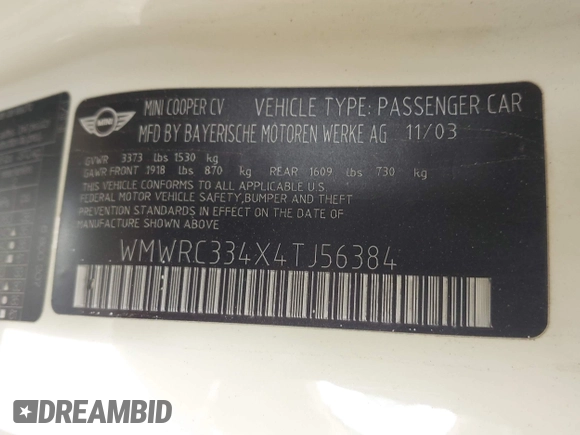 MINI
MINI COOPER CV VEHICLE TYPE: PASSENGER CAR
MFD BY BAYERISCHE MOTOREN WERKE AG 11/03
GVWR 3373 lbs 1530 kg
GAWR FRONT 1918 lbs 870 kg REAR 1609 lbs 730 kg
THIS VEHICLE CONFORMS TO ALL APPLICABLE U.S.
FEDERAL MOTOR VEHICLE SAFETY,BUMPER AND THEFT
PREVENTION STANDARDS IN EFFECT ON THE DATE OF
MANUFACTURE SHOWN ABOVE
WMWRC334X4TJ56384
DREAMBID